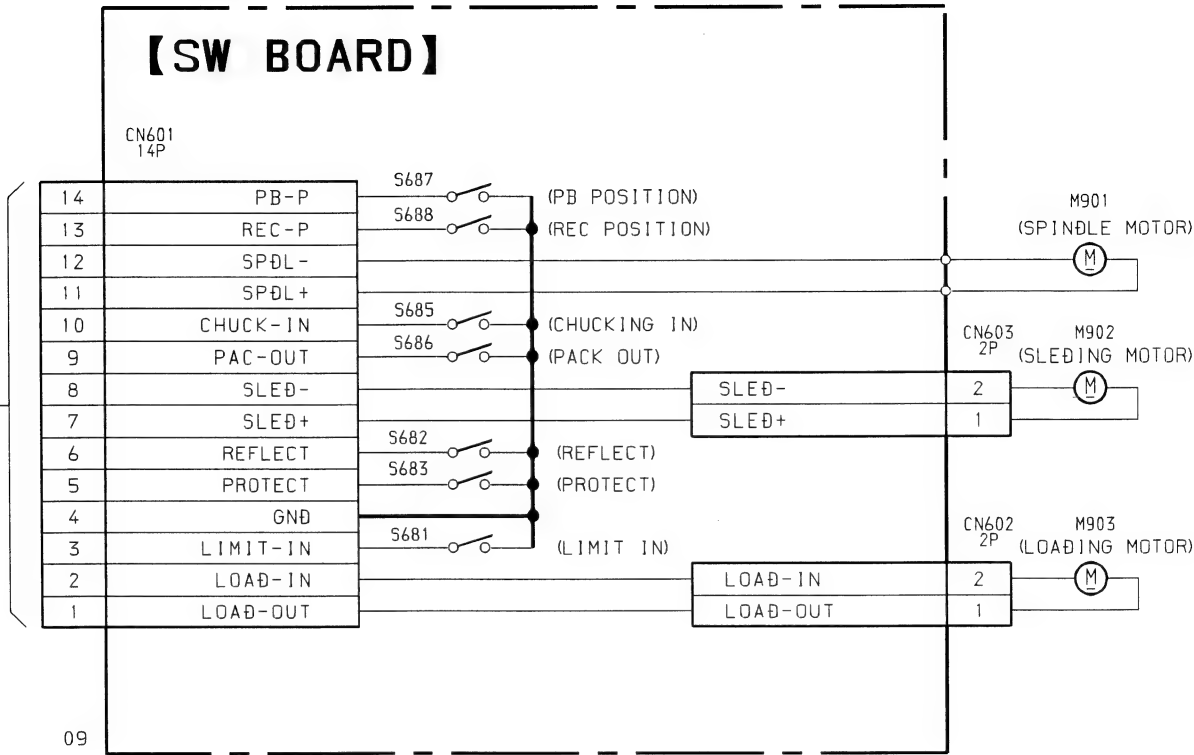 【SW BOARD】
CN601
14P
14 PB-P S687 (PB POSITION)
13 REC-P S688 (REC POSITION)
12 SPDL-
11 SPDL+
10 CHUCK-IN S685 (CHUCKING IN)
9 PAC-OUT S686 (PACK OUT)
8 SLED-
7 SLED+
6 REFLECT S682 (REFLECT)
5 PROTECT S683 (PROTECT)
4 GND
3 LIMIT-IN S681 (LIMIT IN)
2 LOAD-IN
1 LOAD-OUT
M901
(SPINDLE MOTOR)
M
CN603
2P
M902
(SLEDING MOTOR)
SLED- 2 M
SLED+ 1
CN602
2P
M903
(LOADING MOTOR)
LOAD-IN 2 M
LOAD-OUT 1
09